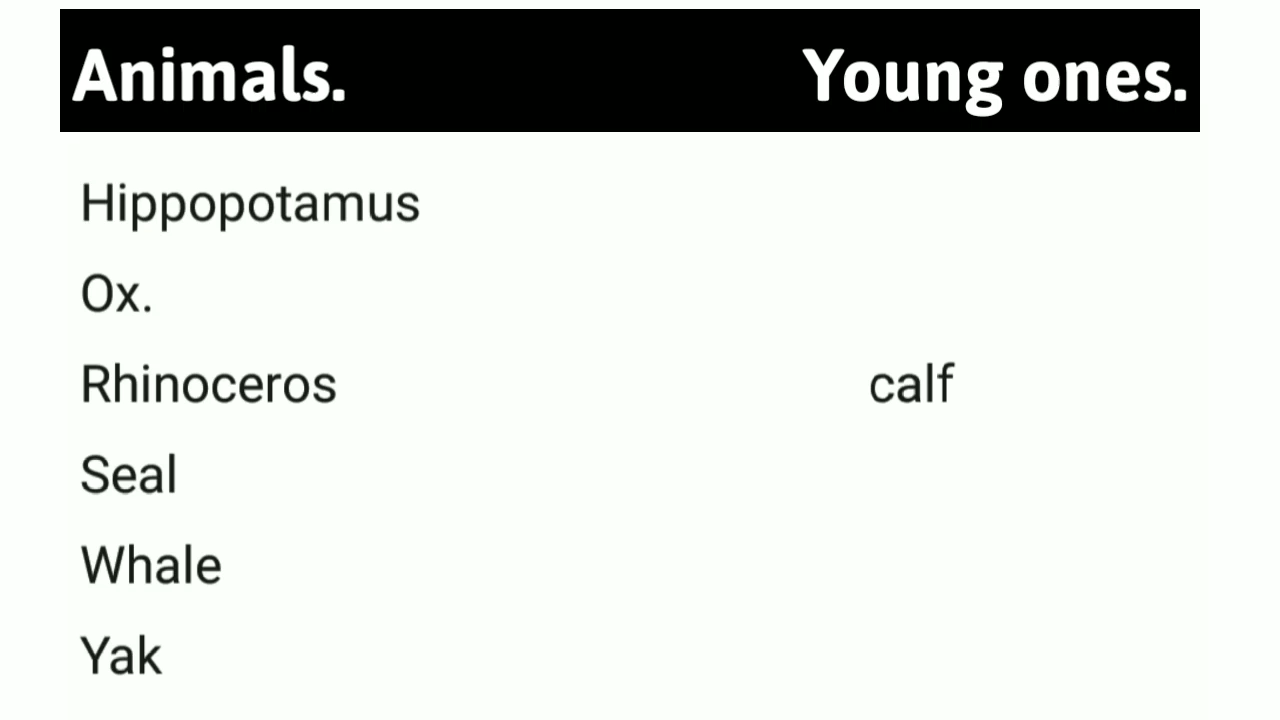 Animals. Young ones.
Hippopotamus
Ox.
Rhinoceros calf
Seal
Whale
Yak